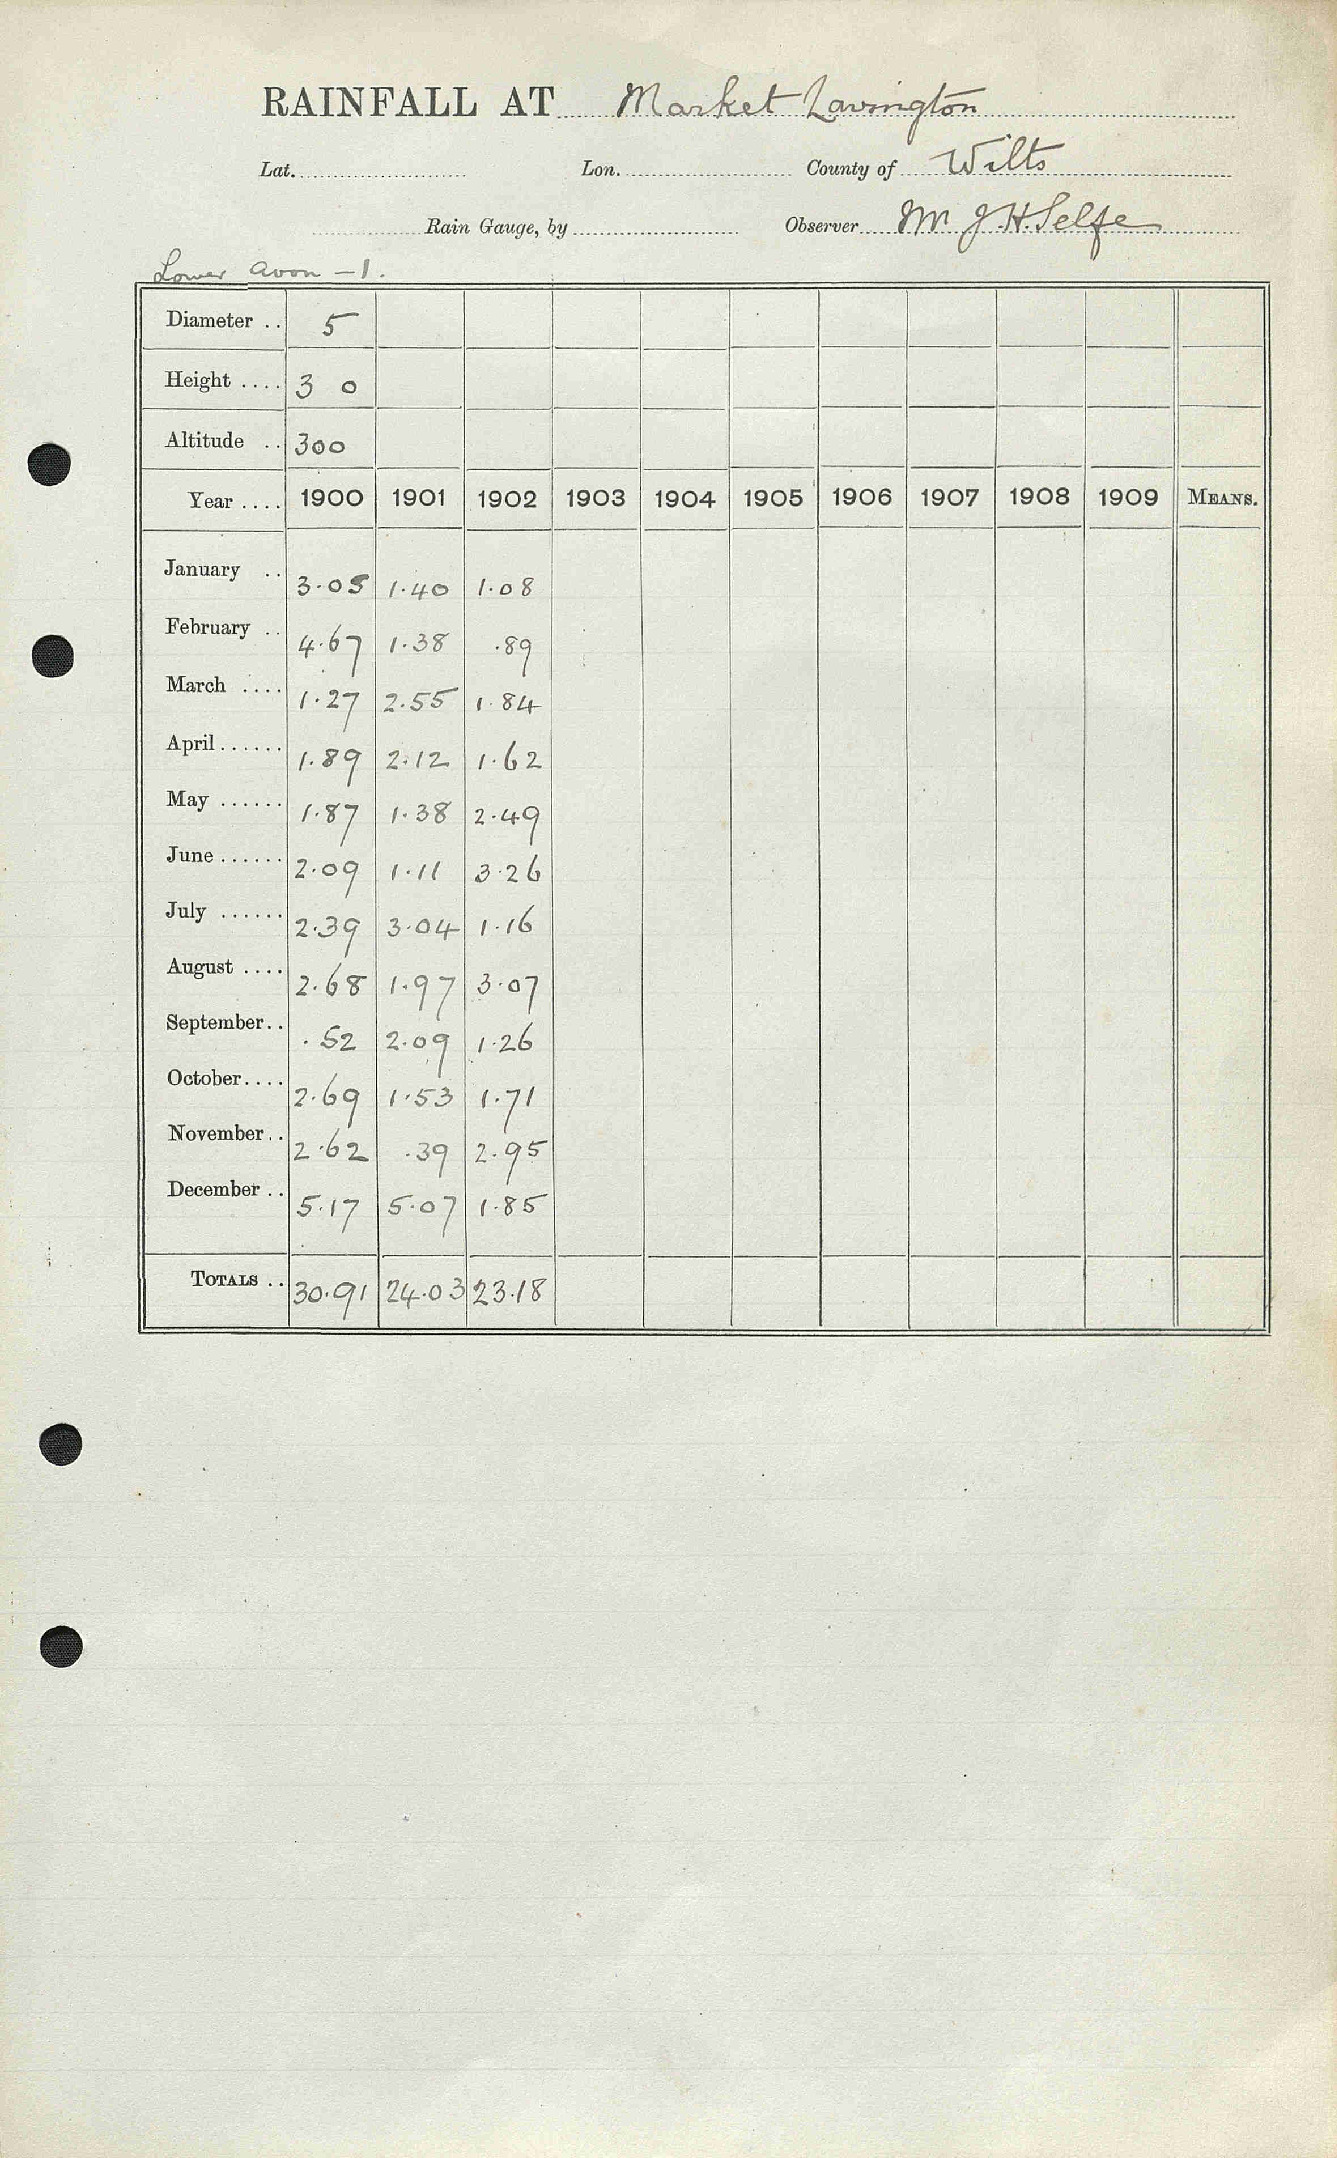 RAINFALL AT Market Lavington
Lat. Lon. County of Wilts
Rain Gauge, by Observer Mr J.H. Selfe
Lower Avon - 1.
Diameter .. 5
Height .... 3 0
Altitude .. 300
Year .... 1900 1901 1902 1903 1904 1905 1906 1907 1908 1909 MEANS.
January .. 3.05 1.40 1.08
February .. 4.67 1.38 .89
March .... 1.27 2.55 1.84
April ...... 1.89 2.12 1.62
May ...... 1.87 1.38 2.49
June ...... 2.09 1.11 3.26
July ...... 2.39 3.04 1.16
August .... 2.68 1.97 3.07
September.. .52 2.09 1.26
October.... 2.69 1.53 1.71
November.. 2.62 .39 2.95
December .. 5.17 5.07 1.85
TOTALS .. 30.91 24.03 23.18